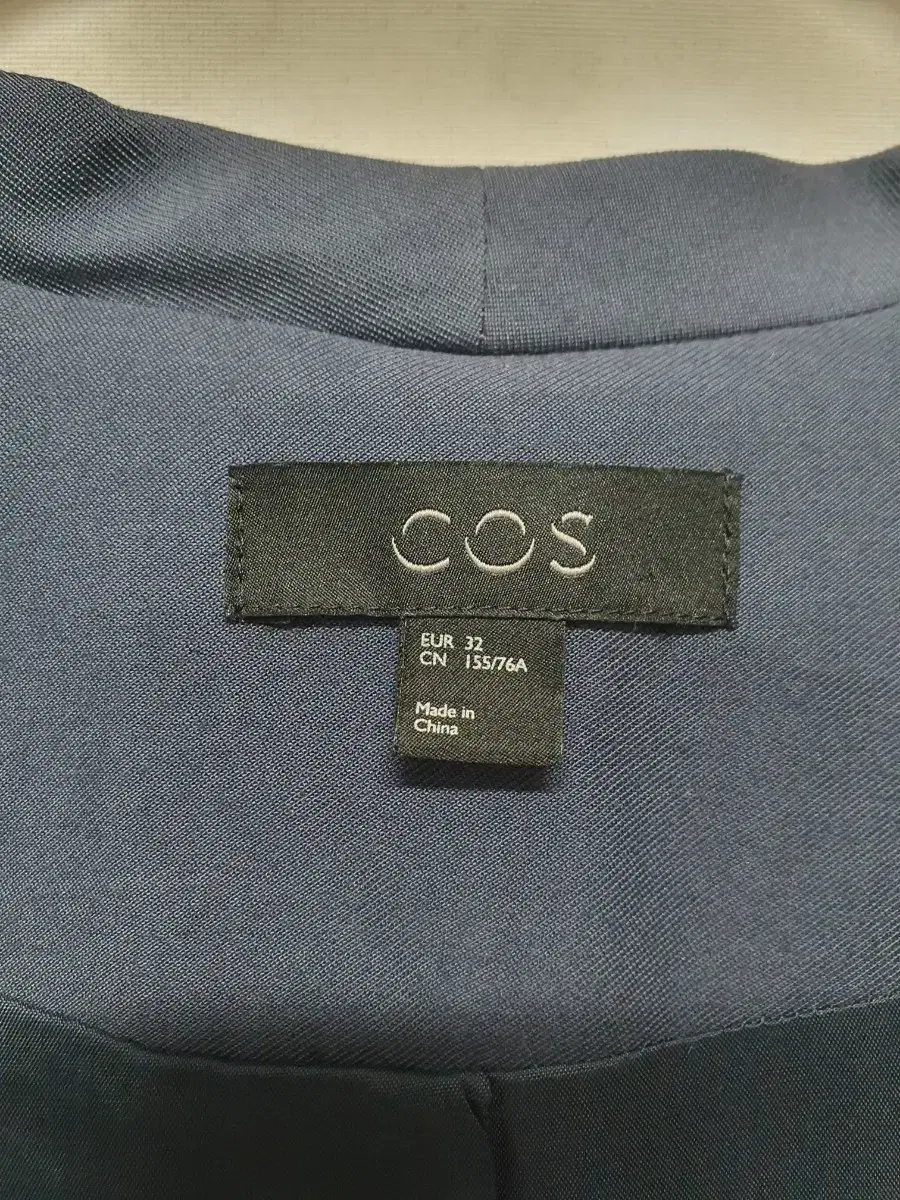 COS
EUR 32
CN 155/76A
Made in
China